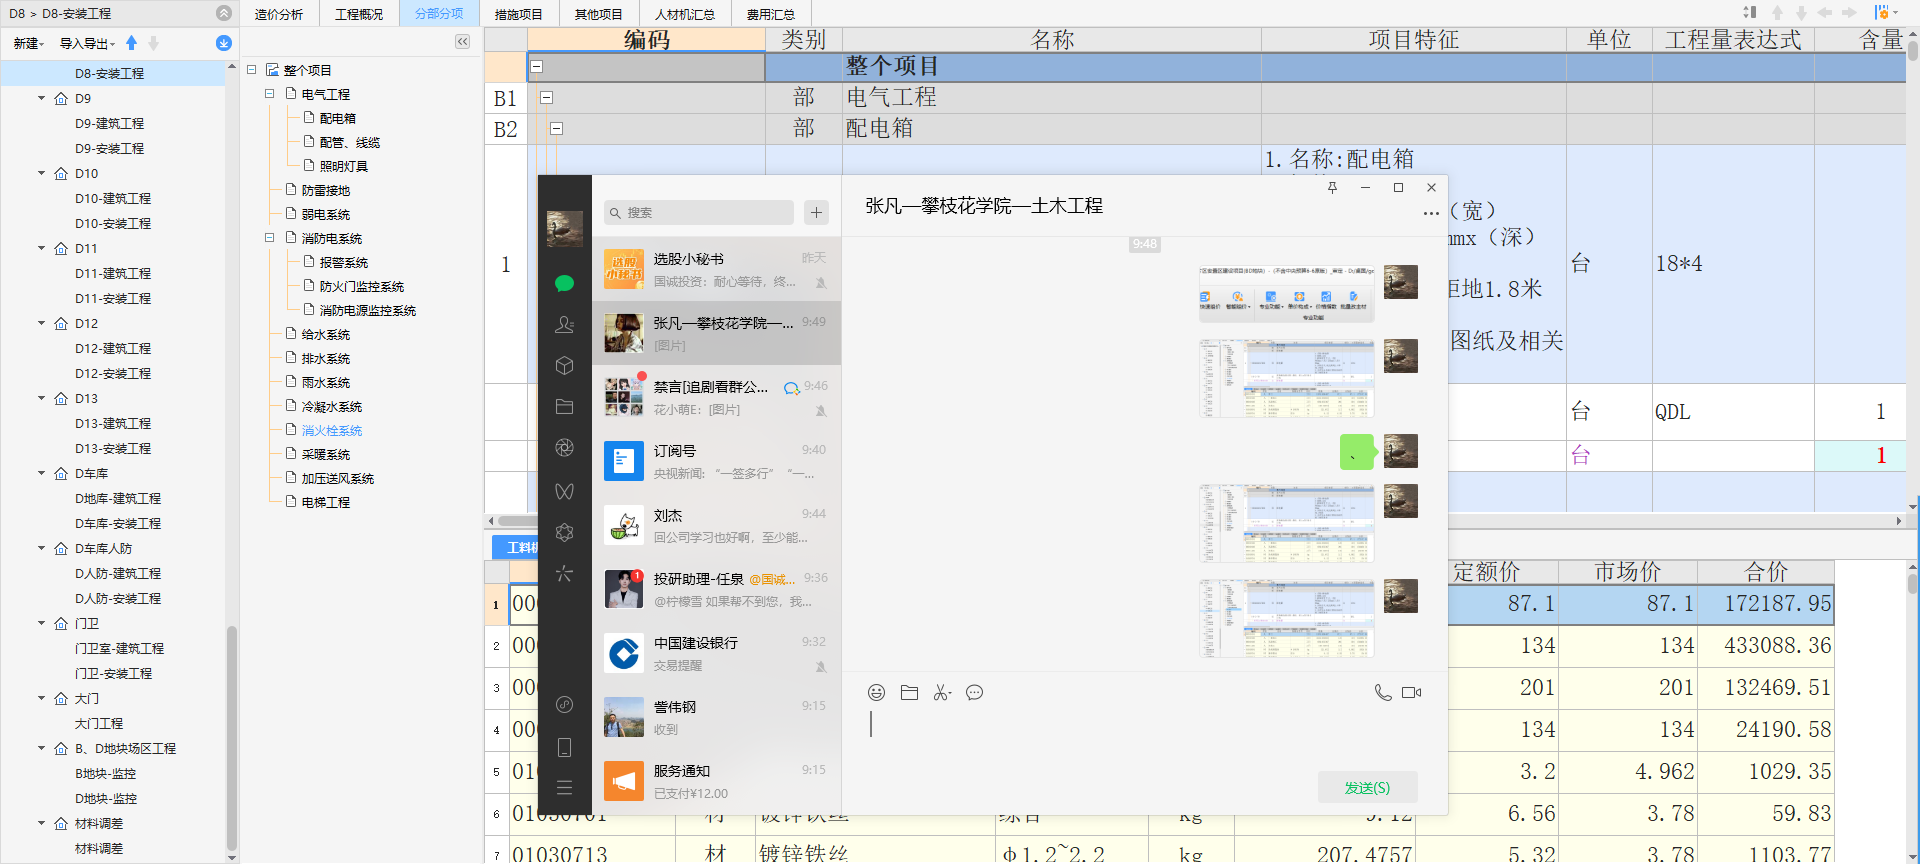 D8 > D8-安装工程
新建
导入导出
D8-安装工程
D9
D9-建筑工程
D9-安装工程
D10
D10-建筑工程
D10-安装工程
D11
D11-建筑工程
D11-安装工程
D12
D12-建筑工程
D12-安装工程
D13
D13-建筑工程
D13-安装工程
D车库
D地库-建筑工程
D车库-安装工程
D车库人防
D人防-建筑工程
D人防-安装工程
门卫
门卫室-建筑工程
门卫-安装工程
大门
大门工程
B、D地块场区工程
B地块-监控
D地块-监控
材料调差
材料调差
造价分析 工程概况 分部分项 措施项目 其他项目 人材机汇总 费用汇总
整个项目
电气工程
配电箱
配管、线缆
照明灯具
防雷接地
弱电系统
消防电系统
报警系统
防火门监控系统
消防电源监控系统
给水系统
排水系统
雨水系统
冷凝水系统
消火栓系统
采暖系统
加压送风系统
电梯工程
编码 类别 名称 项目特征 单位 工程量表达式 含量
整个项目
B1 部 电气工程
B2 部 配电箱
1.名称:配电箱
（宽）
mmx（深）
1 台 18*4
距地1.8米
图纸及相关
台 QDL 1
台 1
搜索
选股小秘书 昨天
国诚投资：耐心等待，终...
张凡—攀枝花学院—... 9:49
[图片]
禁言[追剧看群公... 9:46
花小萌E：[图片]
订阅号 9:40
央视新闻：“一签多行” “一...
刘杰 9:44
回公司学习也好啊，至少能...
投研助理-任泉 @国诚... 9:36
1
@柠檬雪 如果帮不到您，我...
中国建设银行 9:32
交易提醒
訾伟钢 9:15
收到
服务通知 9:15
已支付¥12.00
张凡—攀枝花学院—土木工程
9:48
专业功能
、
发送(S)
工料机
定额价 市场价 合价
1 00 87.1 87.1 172187.95
2 00 134 134 433088.36
3 00 201 201 132469.51
4 00 134 134 24190.58
5 01 3.2 4.962 1029.35
6 01030701 材 镀锌铁丝 综合 kg 9.12 6.56 3.78 59.83
7 01030713 材 镀锌铁丝 φ1.2~2.2 kg 207.4757 5.32 3.78 1103.77